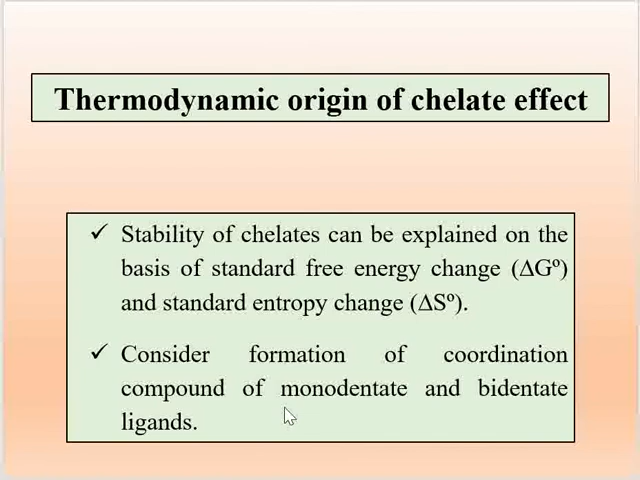 Thermodynamic origin of chelate effect
✓ Stability of chelates can be explained on the
basis of standard free energy change (ΔGº)
and standard entropy change (ΔSº).
✓ Consider formation of coordination
compound of monodentate and bidentate
ligands.